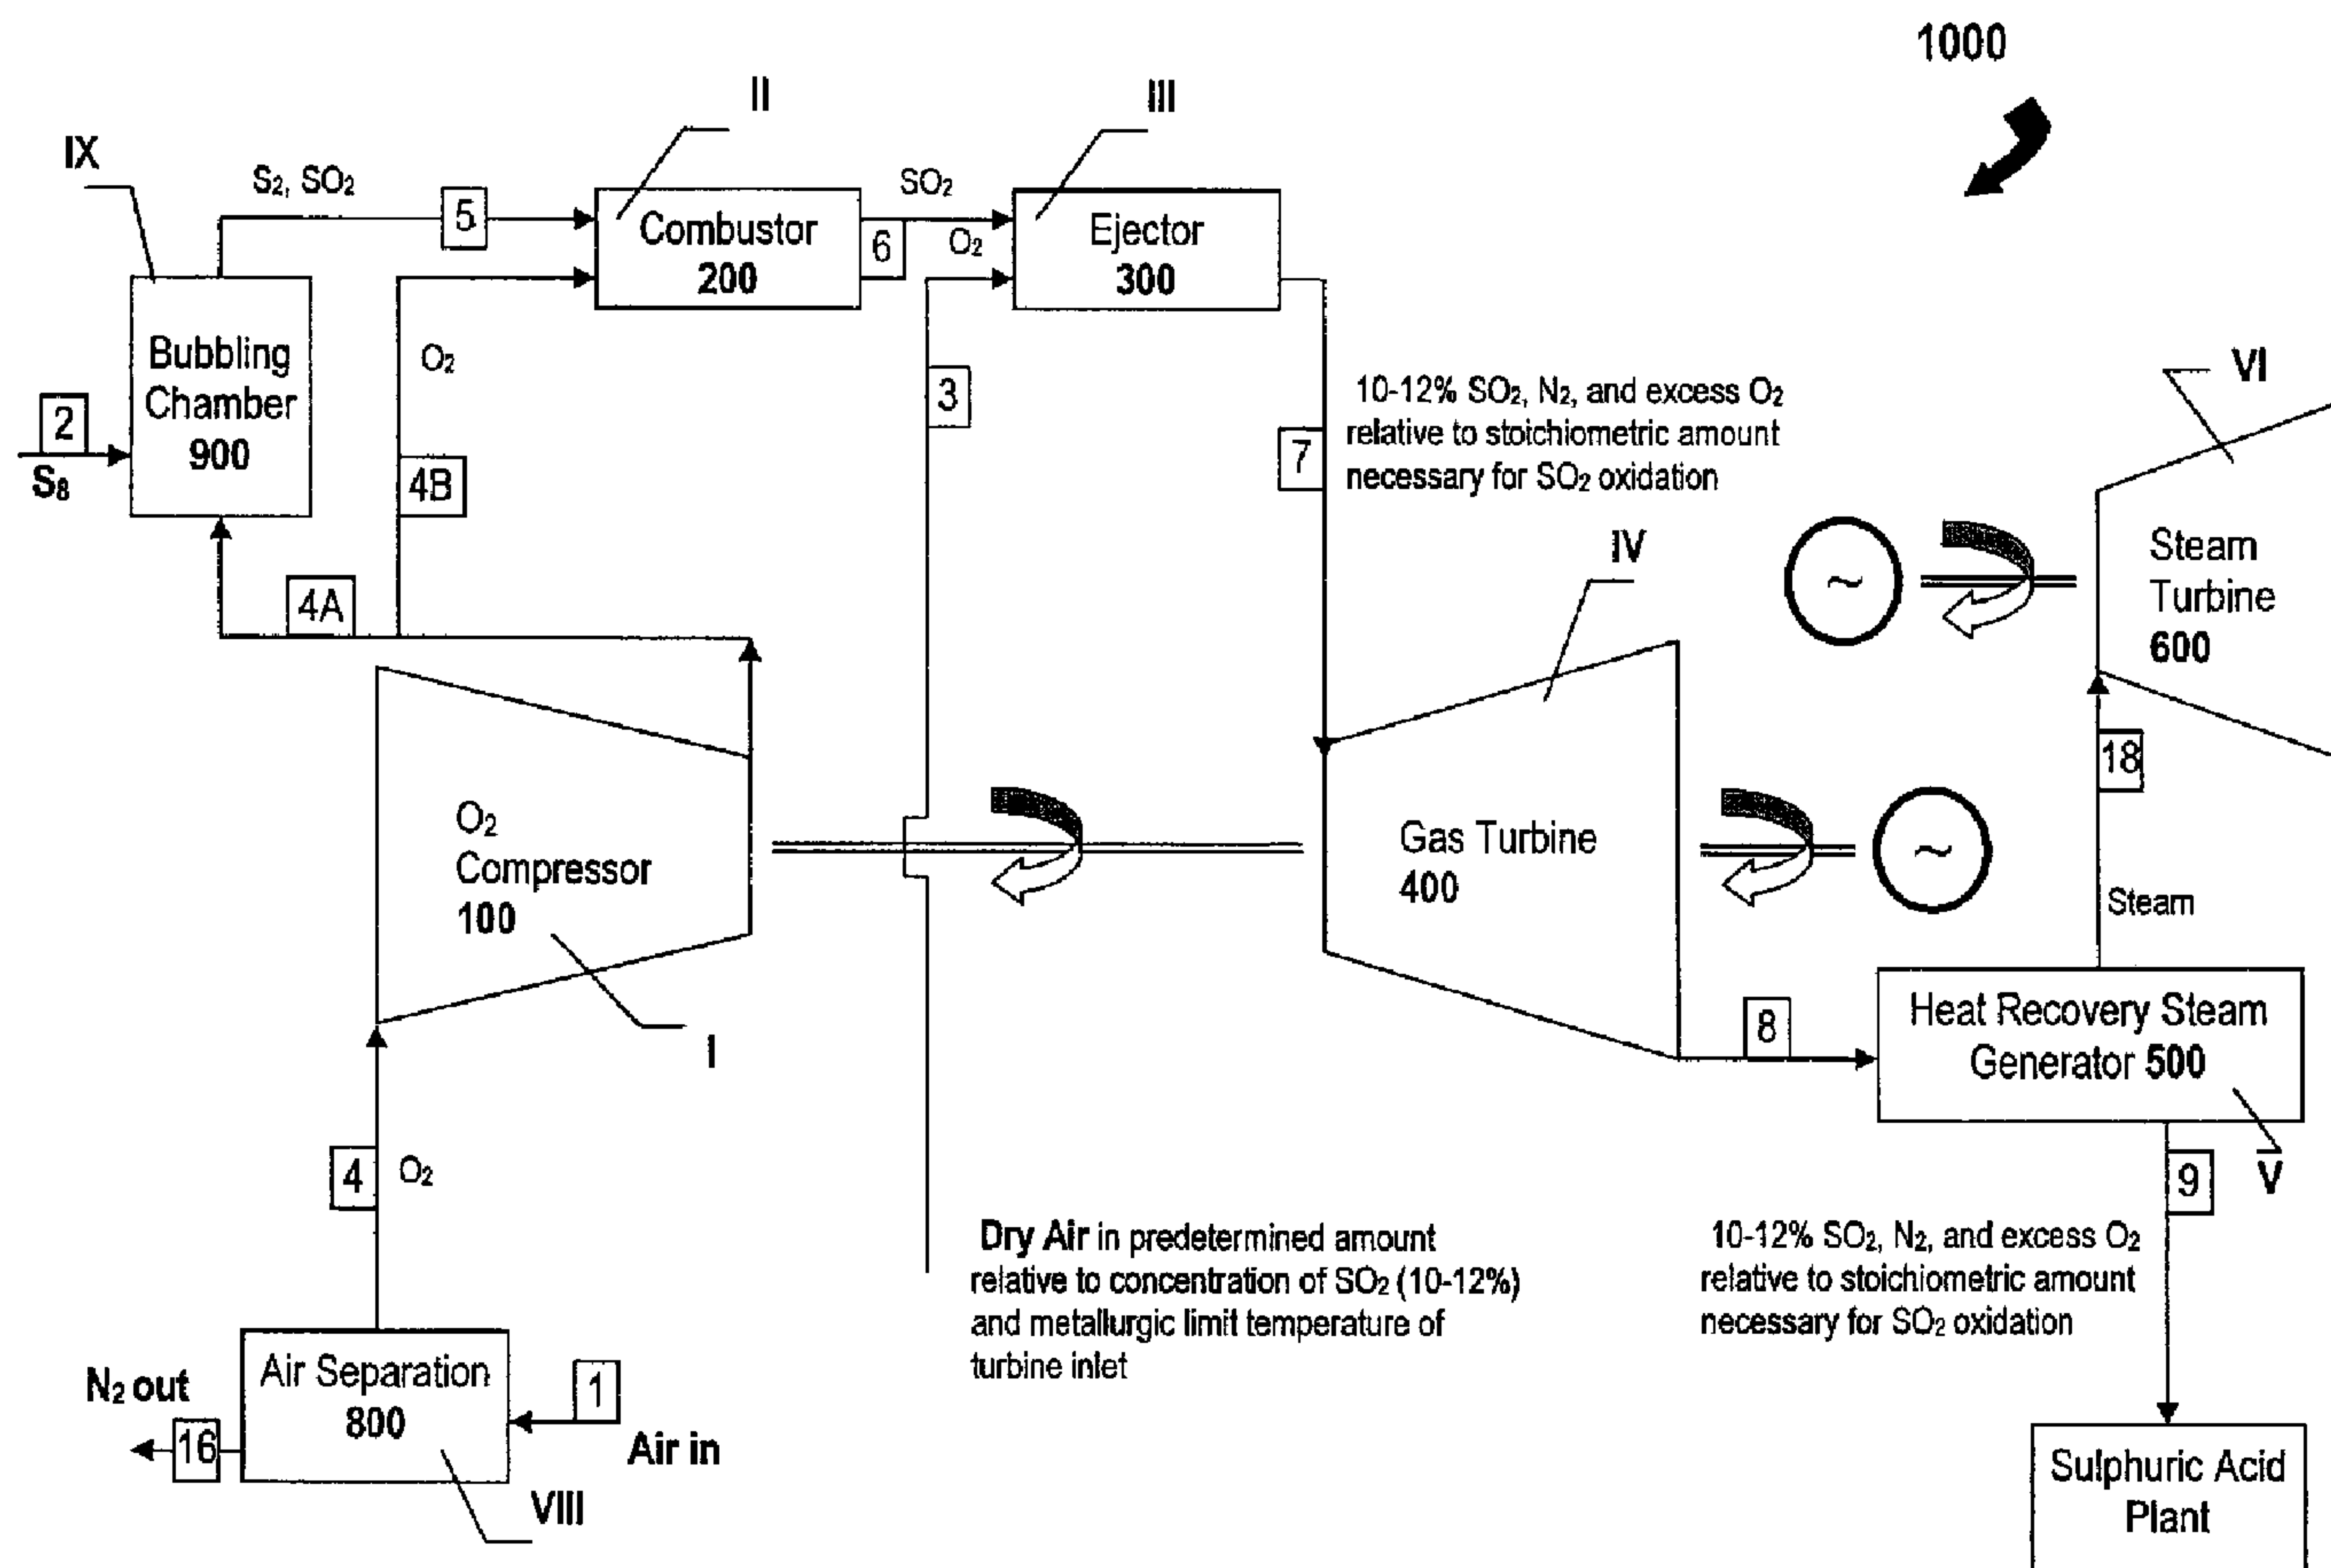 1000
II
III
IX
S₂, SO₂
5
Combustor
200
6
SO₂
O₂
Ejector
300
Bubbling
Chamber
900
2
S₈
O₂
4B
4A
3
10-12% SO₂, N₂, and excess O₂
relative to stoichiometric amount
necessary for SO₂ oxidation
7
VI
IV
~
Steam
Turbine
600
18
O₂
Compressor
100
I
Gas Turbine
400
~
Steam
8
Heat Recovery Steam
Generator 500
V
9
4
O₂
Dry Air in predetermined amount
relative to concentration of SO₂ (10-12%)
and metallurgic limit temperature of
turbine inlet
10-12% SO₂, N₂, and excess O₂
relative to stoichiometric amount
necessary for SO₂ oxidation
N₂ out
16
Air Separation
800
1
Air in
VIII
Sulphuric Acid
Plant